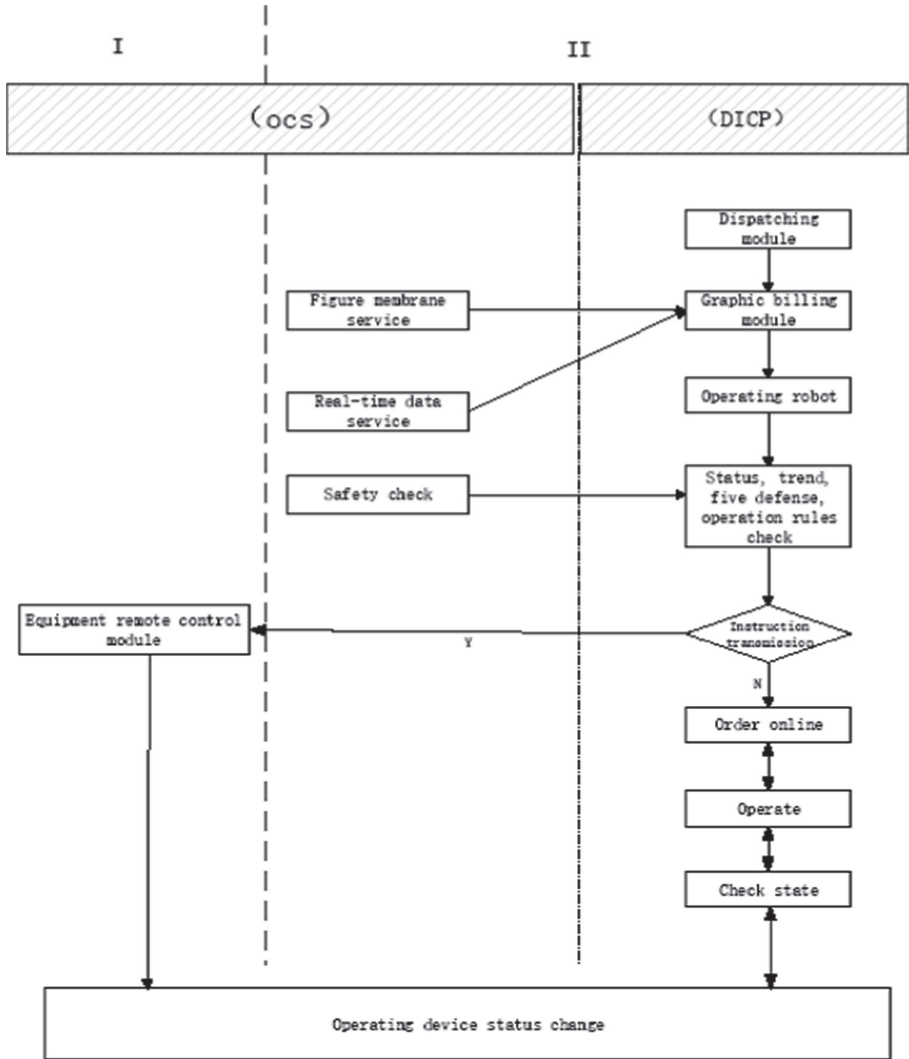 I
II
(ocs)
(DICP)
Dispatching
module
Figure membrane
service
Graphic billing
module
Real-time data
service
Operating robot
Safety check
Status, trend,
five defense,
operation rules
check
Equipment remote control
module
Instruction
transmission
Y
N
Order online
Operate
Check state
Operating device status change